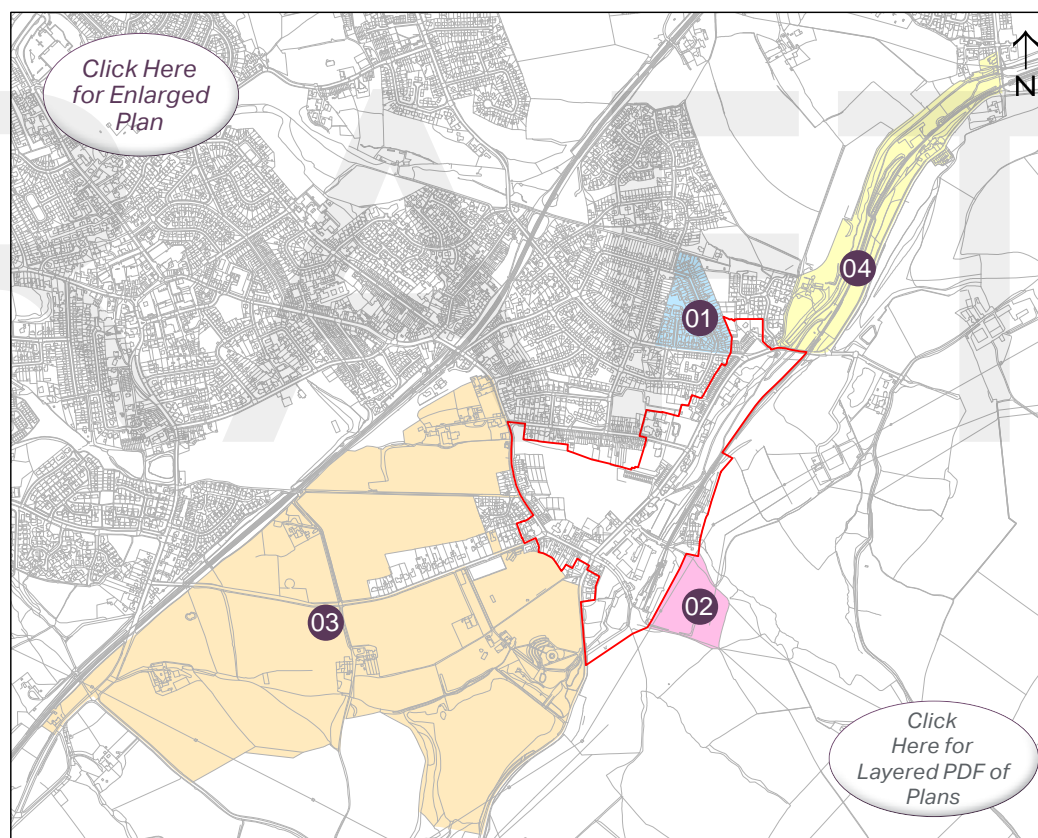 Click Here
for Enlarged
Plan
N
04
01
02
03
Click
Here for
Layered PDF of
Plans